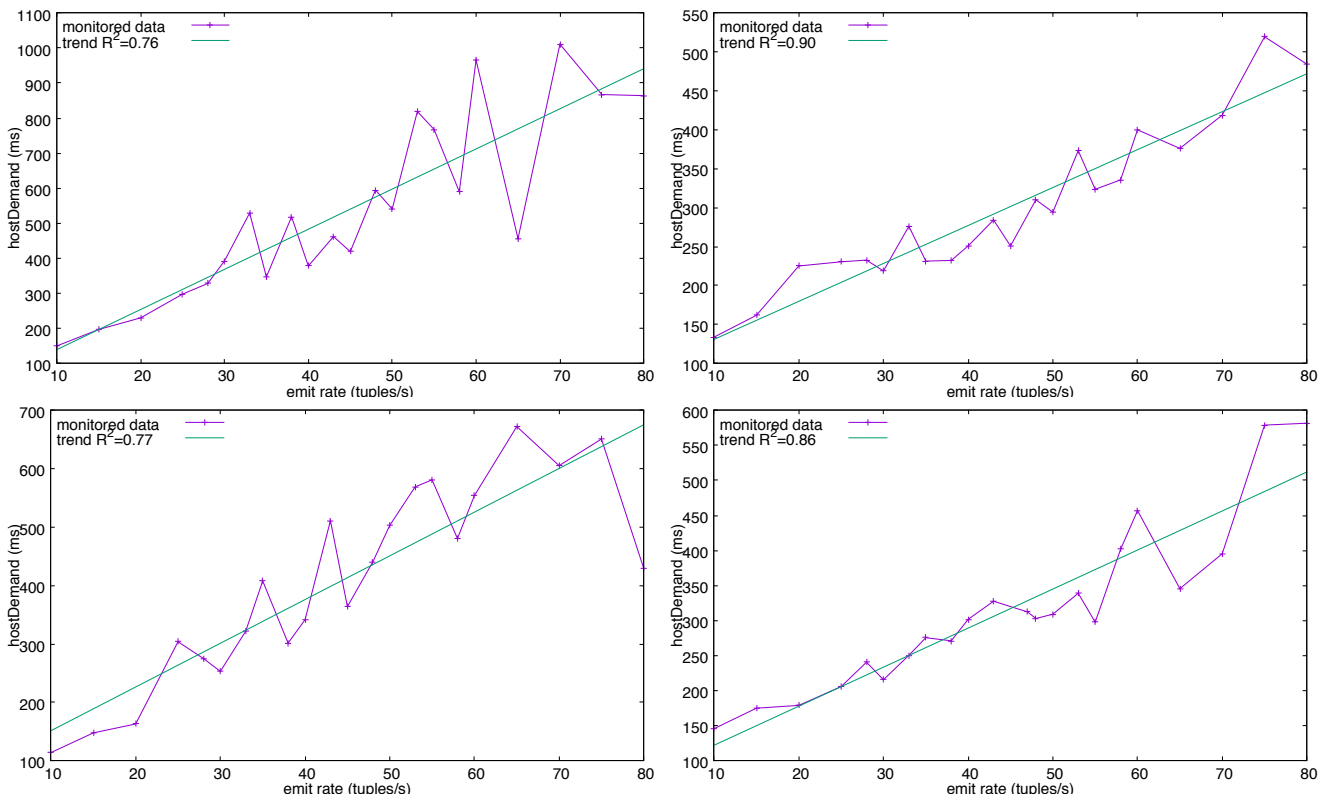 1100
1000
900
800
700
600
500
400
300
200
100
hostDemand (ms)
monitored data
trend R²=0.76
10 20 30 40 50 60 70 80
emit rate (tuples/s)
550
500
450
400
350
300
250
200
150
100
hostDemand (ms)
monitored data
trend R²=0.90
10 20 30 40 50 60 70 80
emit rate (tuples/s)
700
600
500
400
300
200
100
hostDemand (ms)
monitored data
trend R²=0.77
10 20 30 40 50 60 70 80
emit rate (tuples/s)
600
550
500
450
400
350
300
250
200
150
100
hostDemand (ms)
monitored data
trend R²=0.86
10 20 30 40 50 60 70 80
emit rate (tuples/s)